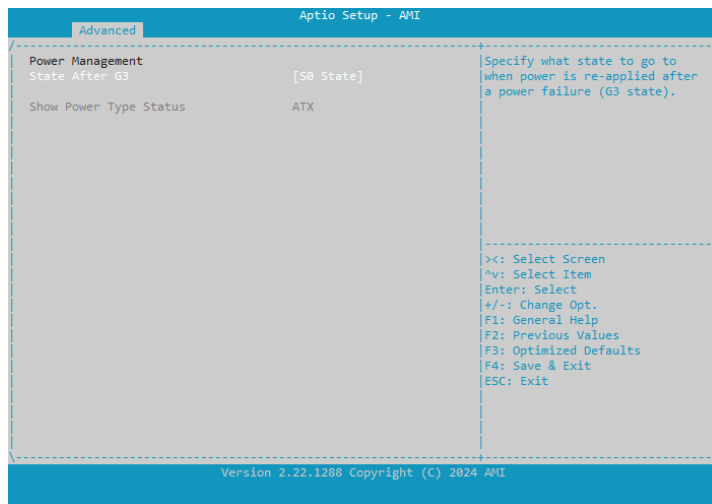 Aptio Setup - AMI
Advanced
Power Management
State After G3 [S0 State]
Show Power Type Status ATX
Specify what state to go to
when power is re-applied after
a power failure (G3 state).
><: Select Screen
^v: Select Item
Enter: Select
+/-: Change Opt.
F1: General Help
F2: Previous Values
F3: Optimized Defaults
F4: Save & Exit
ESC: Exit
Version 2.22.1288 Copyright (C) 2024 AMI